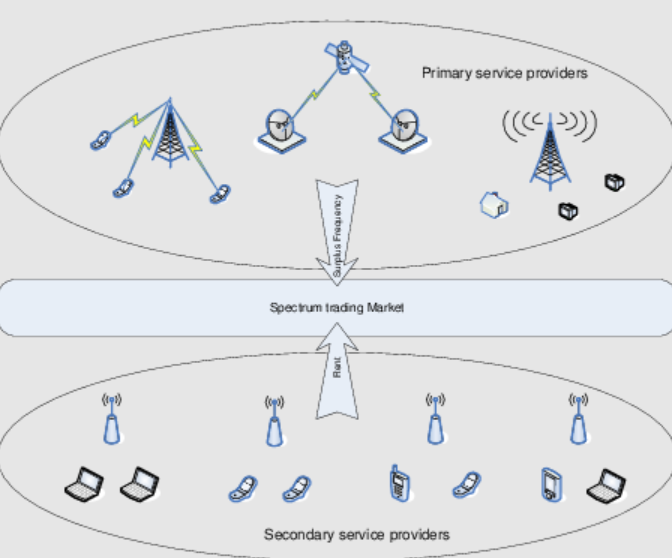 Primary service providers
Surplus Frequency
Spectrum trading Market
Rent
Secondary service providers